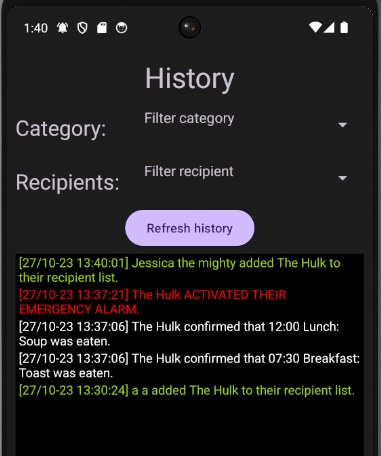 1:40
History
Category:
Filter category
Recipients:
Filter recipient
Refresh history
[27/10-23 13:40:01] Jessica the mighty added The Hulk to
their recipient list.
[27/10-23 13:37:21] The Hulk ACTIVATED THEIR
EMERGENCY ALARM.
[27/10-23 13:37:06] The Hulk confirmed that 12:00 Lunch:
Soup was eaten.
[27/10-23 13:37:06] The Hulk confirmed that 07:30 Breakfast:
Toast was eaten.
[27/10-23 13:30:24] a a added The Hulk to their recipient list.